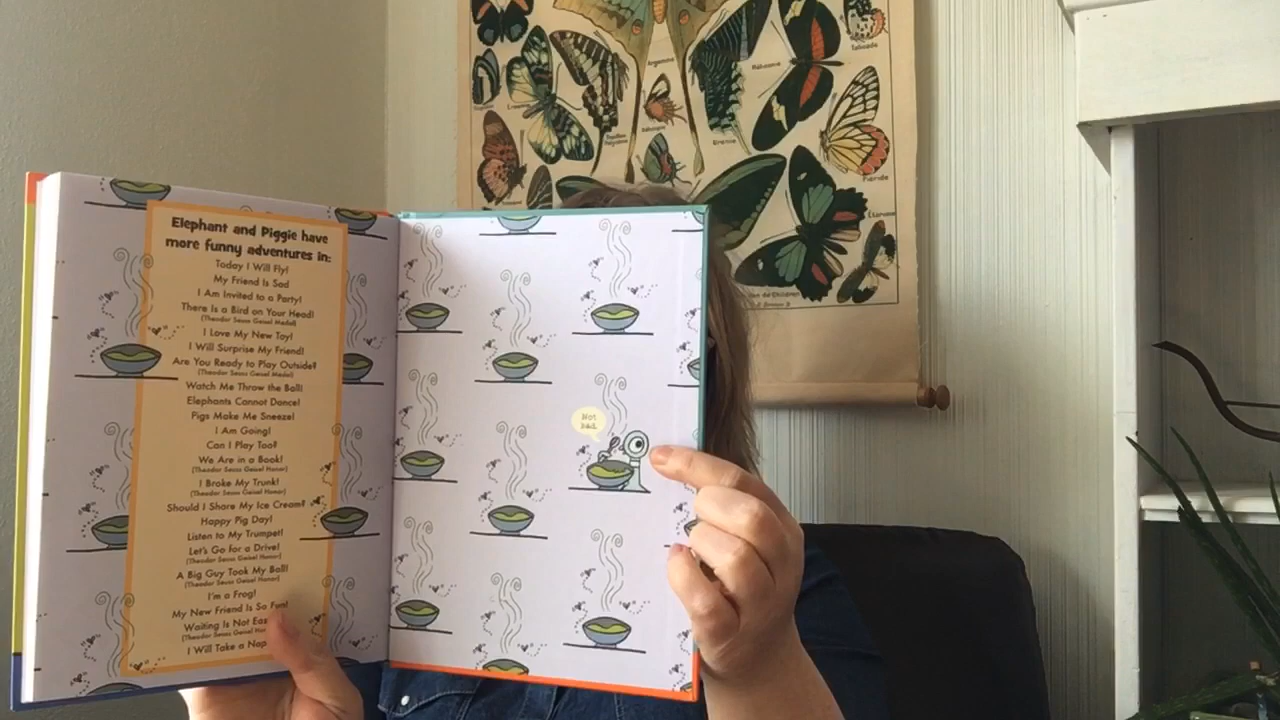 Elephant and Piggie have
more funny adventures in:
Today I Will Fly!
My Friend Is Sad
I Am Invited to a Party!
There Is a Bird on Your Head!
(Theodor Seuss Geisel Medal)
I Love My New Toy!
I Will Surprise My Friend!
Are You Ready to Play Outside?
(Theodor Seuss Geisel Medal)
Watch Me Throw the Ball!
Elephants Cannot Dance!
Pigs Make Me Sneeze!
I Am Going!
Can I Play Too?
We Are in a Book!
(Theodor Seuss Geisel Honor)
I Broke My Trunk!
(Theodor Seuss Geisel Honor)
Should I Share My Ice Cream?
Happy Pig Day!
Listen to My Trumpet!
Let's Go for a Drive!
(Theodor Seuss Geisel Honor)
A Big Guy Took My Ball!
(Theodor Seuss Geisel Honor)
I'm a Frog!
My New Friend Is So Fun!
Waiting Is Not
(Theodor Seuss Geisel
I Will Take a Nap
Not
bad.
Argentine
Piéride